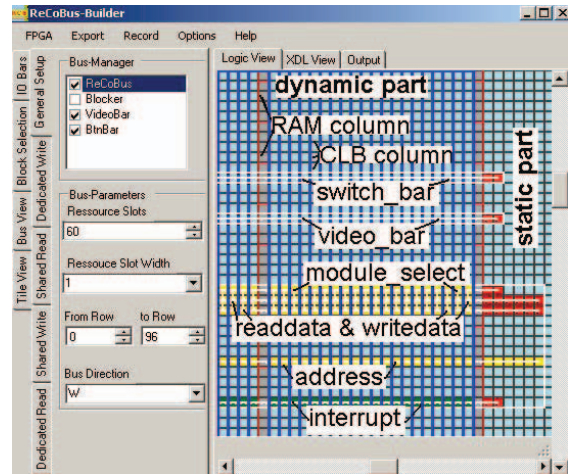 ReCoBus-Builder
FPGA Export Record Options Help
IO Bars
Block Selection
Bus View
Tile View
General Setup
Dedicated Write
Shared Read
Shared Write
Dedicated Read
Bus-Manager
ReCoBus
Blocker
VideoBar
BtnBar
Bus-Parameters
Ressource Slots
60
Ressouce Slot Width
1
From Row to Row
0 96
Bus Direction
W
Logic View XDL View Output
dynamic part
RAM column
CLB column
switch_bar
video_bar
module_select
readdata & writedata
address
interrupt
static part